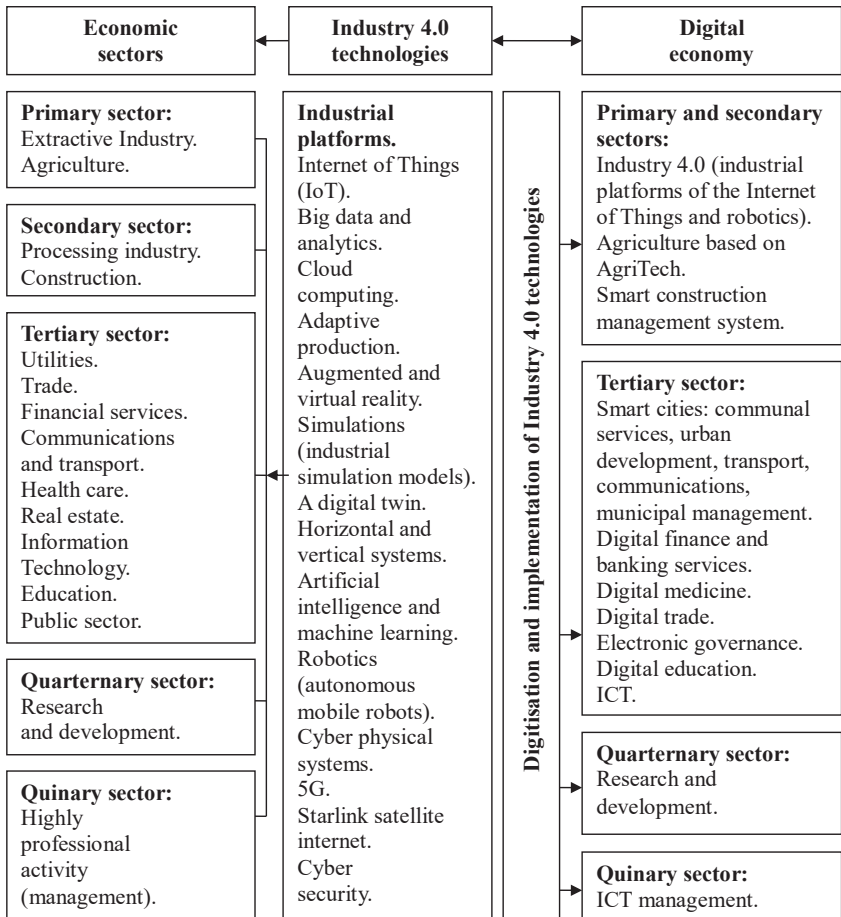 Economic
sectors
Industry 4.0
technologies
Digital
economy
Primary sector:
Extractive Industry.
Agriculture.
Secondary sector:
Processing industry.
Construction.
Tertiary sector:
Utilities.
Trade.
Financial services.
Communications
and transport.
Health care.
Real estate.
Information
Technology.
Education.
Public sector.
Quarternary sector:
Research
and development.
Quinary sector:
Highly
professional
activity
(management).
Industrial
platforms.
Internet of Things
(IoT).
Big data and
analytics.
Cloud
computing.
Adaptive
production.
Augmented and
virtual reality.
Simulations
(industrial
simulation models).
A digital twin.
Horizontal and
vertical systems.
Artificial
intelligence and
machine learning.
Robotics
(autonomous
mobile robots).
Cyber physical
systems.
5G.
Starlink satellite
internet.
Cyber
security.
Digitisation and implementation of Industry 4.0 technologies
Primary and secondary
sectors:
Industry 4.0 (industrial
platforms of the Internet
of Things and robotics).
Agriculture based on
AgriTech.
Smart construction
management system.
Tertiary sector:
Smart cities: communal
services, urban
development, transport,
communications,
municipal management.
Digital finance and
banking services.
Digital medicine.
Digital trade.
Electronic governance.
Digital education.
ICT.
Quarternary sector:
Research and
development.
Quinary sector:
ICT management.